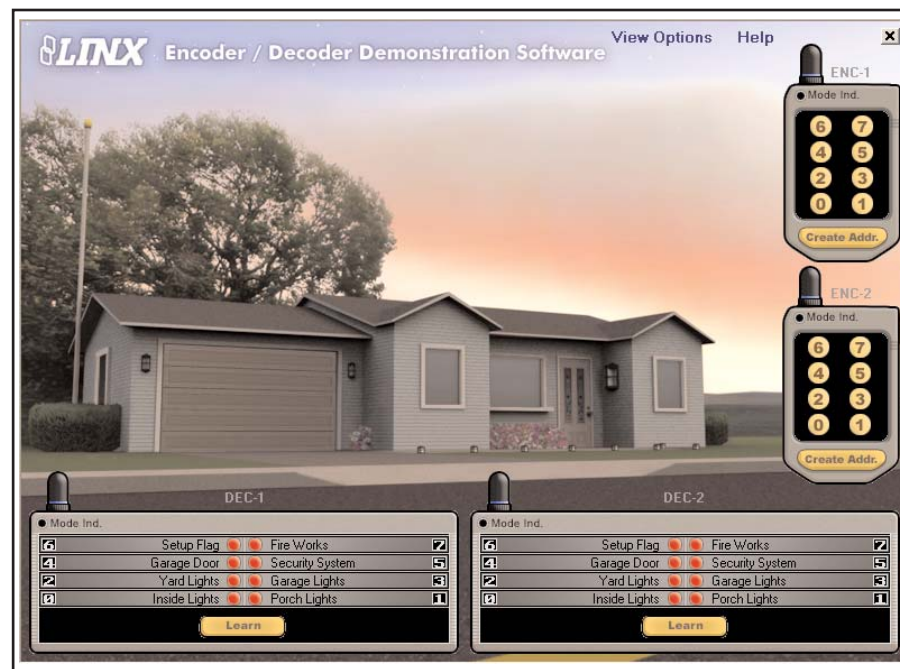 LINX Encoder / Decoder Demonstration Software
View Options Help
X
ENC-1
Mode Ind.
6 7
4 5
2 3
0 1
Create Addr.
ENC-2
Mode Ind.
6 7
4 5
2 3
0 1
Create Addr.
DEC-1
Mode Ind.
6 Setup Flag Fire Works 7
4 Garage Door Security System 5
2 Yard Lights Garage Lights 3
0 Inside Lights Porch Lights 1
Learn
DEC-2
Mode Ind.
6 Setup Flag Fire Works 7
4 Garage Door Security System 5
2 Yard Lights Garage Lights 3
0 Inside Lights Porch Lights 1
Learn